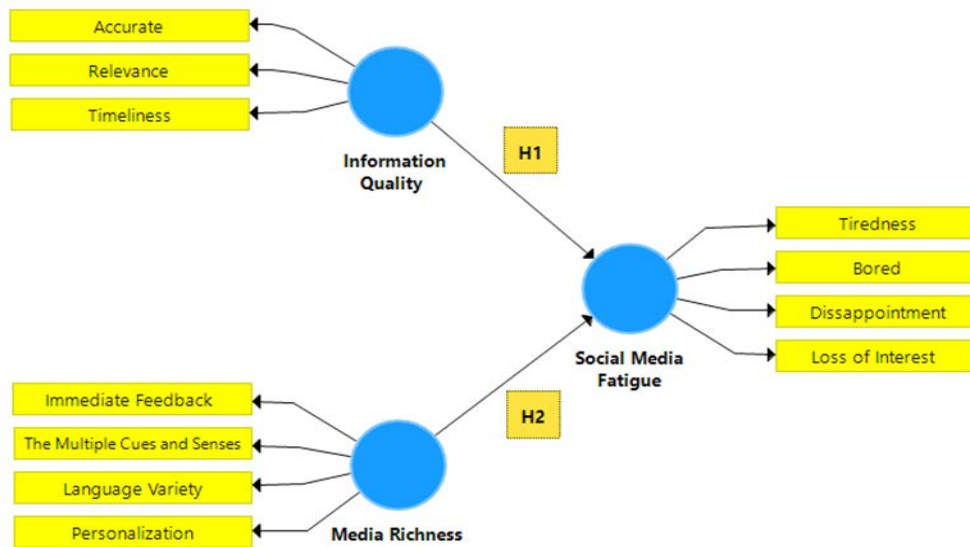 Accurate
Relevance
Timeliness
Information
Quality
H1
Tiredness
Bored
Dissappointment
Loss of Interest
Social Media
Fatigue
H2
Immediate Feedback
The Multiple Cues and Senses
Language Variety
Personalization
Media Richness